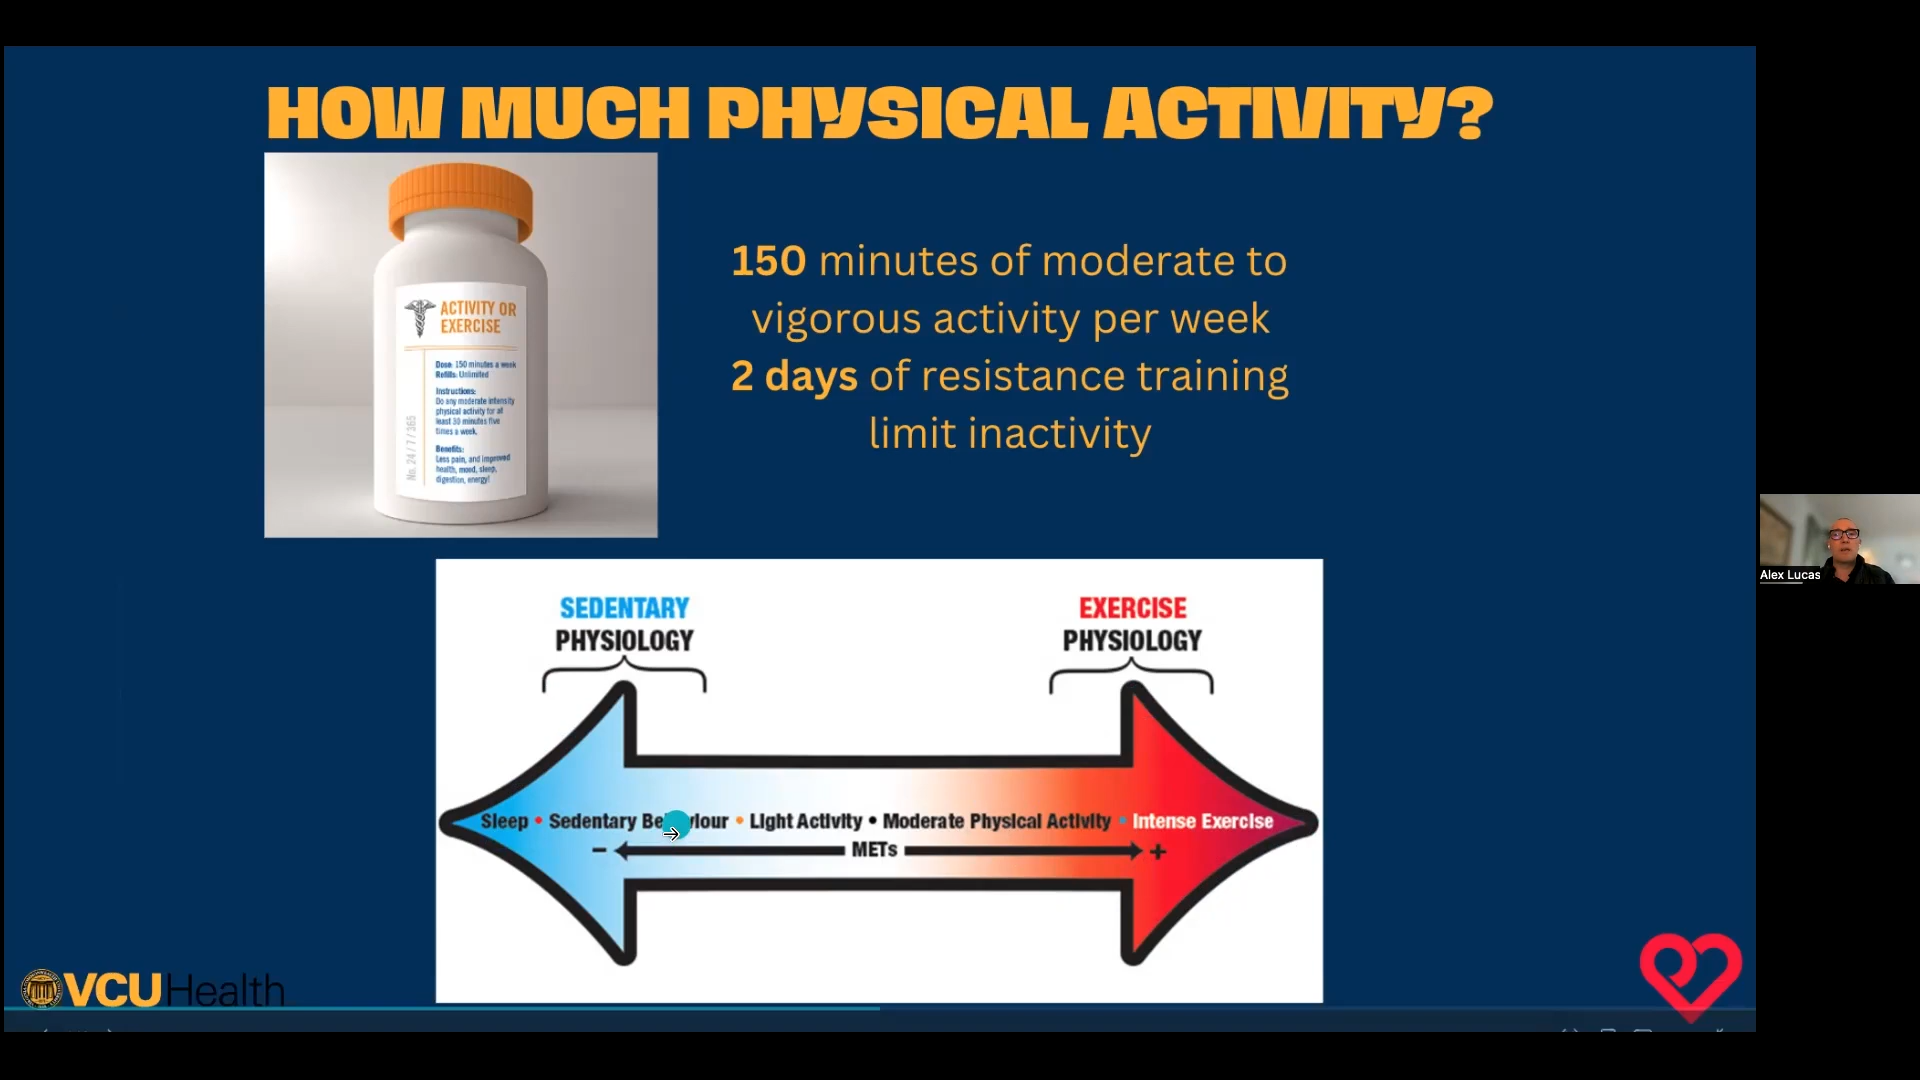 HOW MUCH PHYSICAL ACTIVITY?
ACTIVITY OR
EXERCISE
Dose: 150 minutes a week
Refills: Unlimited
Instructions:
Do any moderate intensity
physical activity for at
least 30 minutes five
times a week.
Benefits:
Less pain, and improved
health, mood, sleep,
digestion, energy!
No. 24 / 7 / 365
150 minutes of moderate to
vigorous activity per week
2 days of resistance training
limit inactivity
SEDENTARY
PHYSIOLOGY
EXERCISE
PHYSIOLOGY
Sleep • Sedentary Behaviour • Light Activity • Moderate Physical Activity • Intense Exercise
− METs +
VCUHealth
Alex Lucas